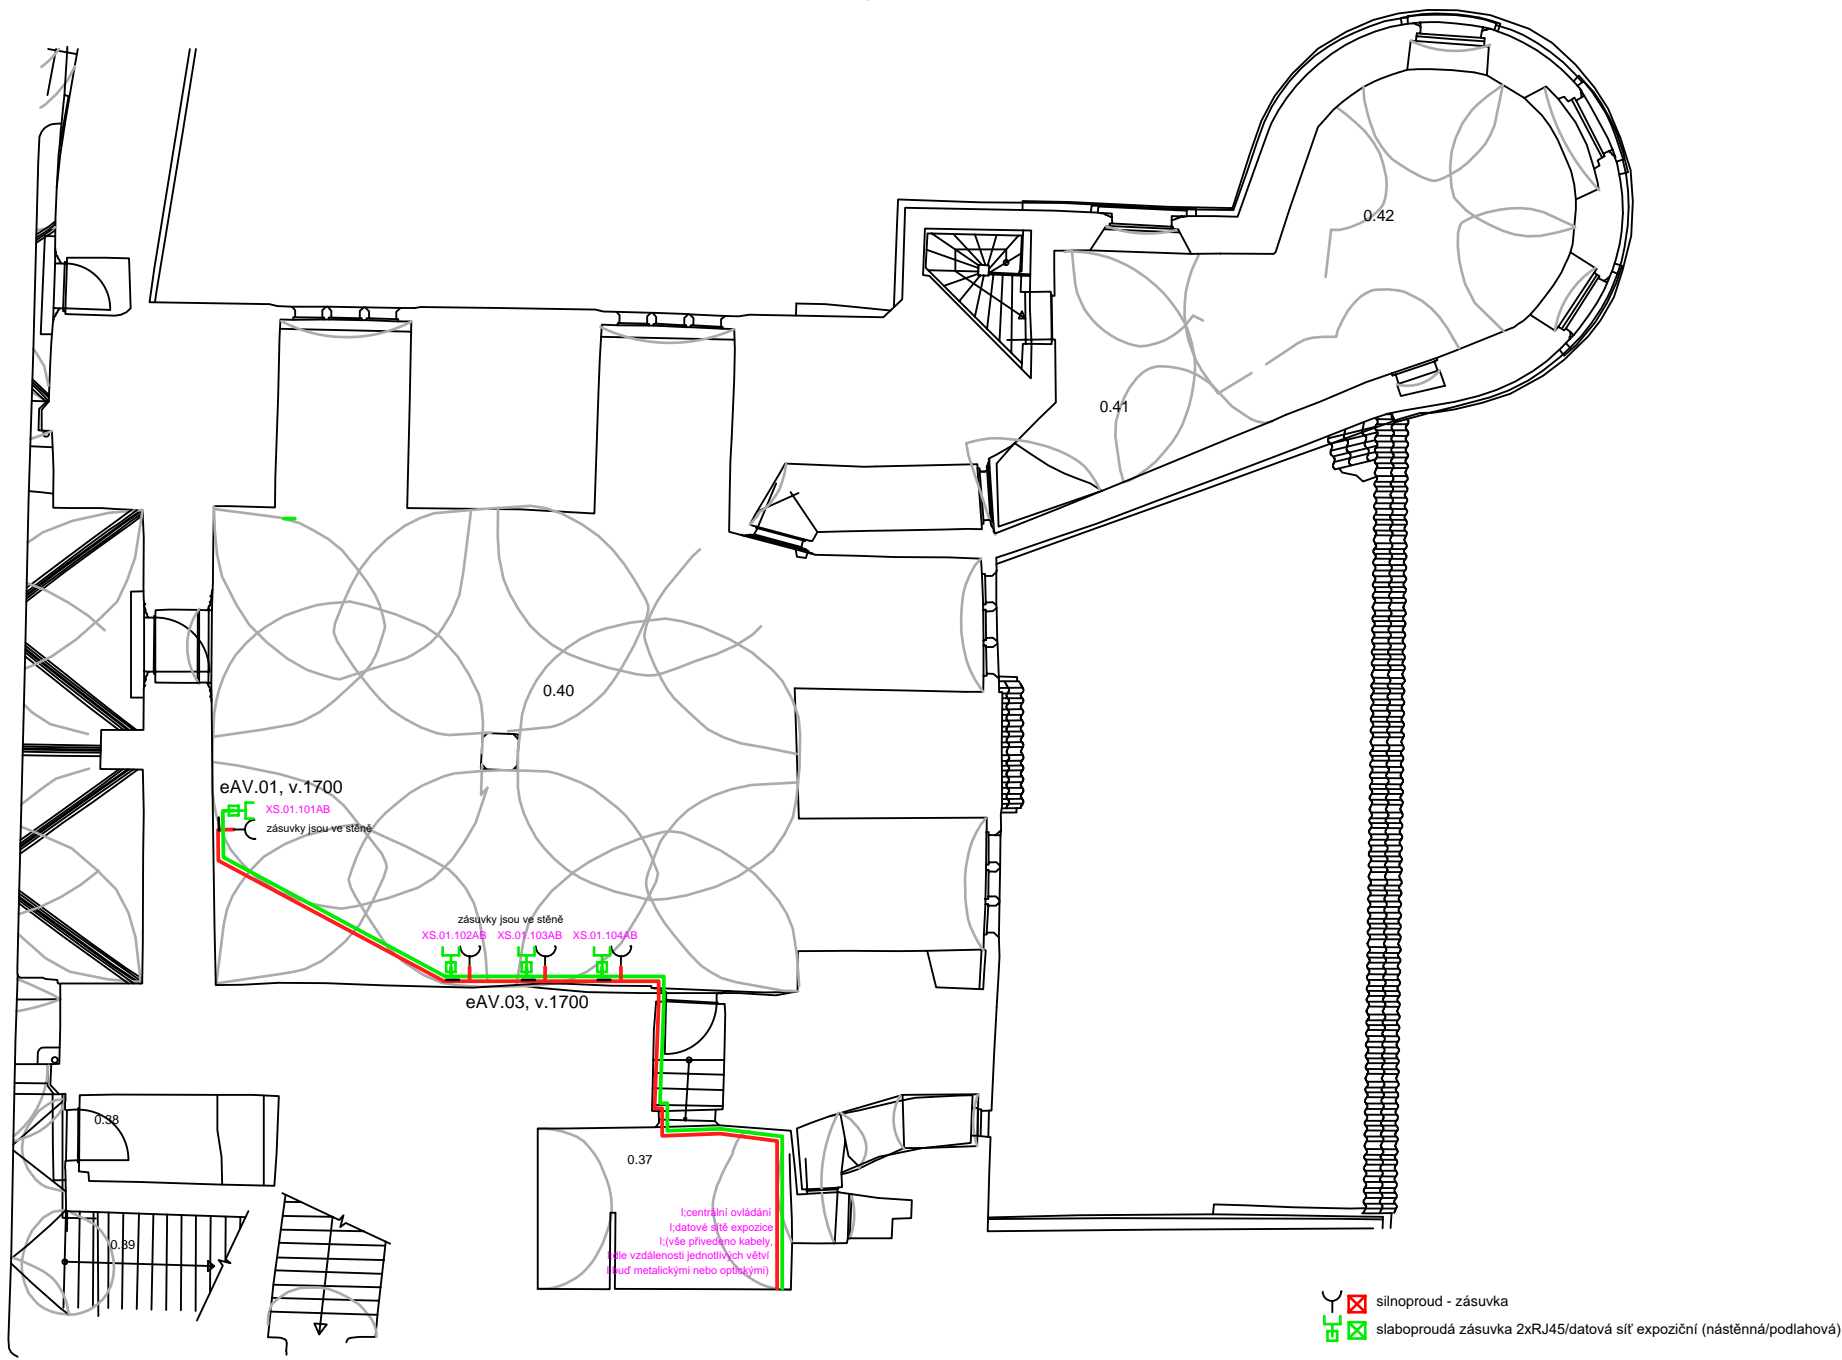 0.42
0.41
0.40
eAV.01, v.1700
XS.01.101AB
zásuvky jsou ve stěně
zásuvky jsou ve stěně
XS.01.102AB XS.01.103AB XS.01.104AB
eAV.03, v.1700
0.38
0.37
0.39
l;centrální ovládání
l;datové sítě expozice
l;(vše přivedeno kabely,
l;dle vzdálenosti jednotlivých větví
l;buď metalickými nebo optickými)
silnoproud - zásuvka
slaboproudá zásuvka 2xRJ45/datová síť expoziční (nástěnná/podlahová)